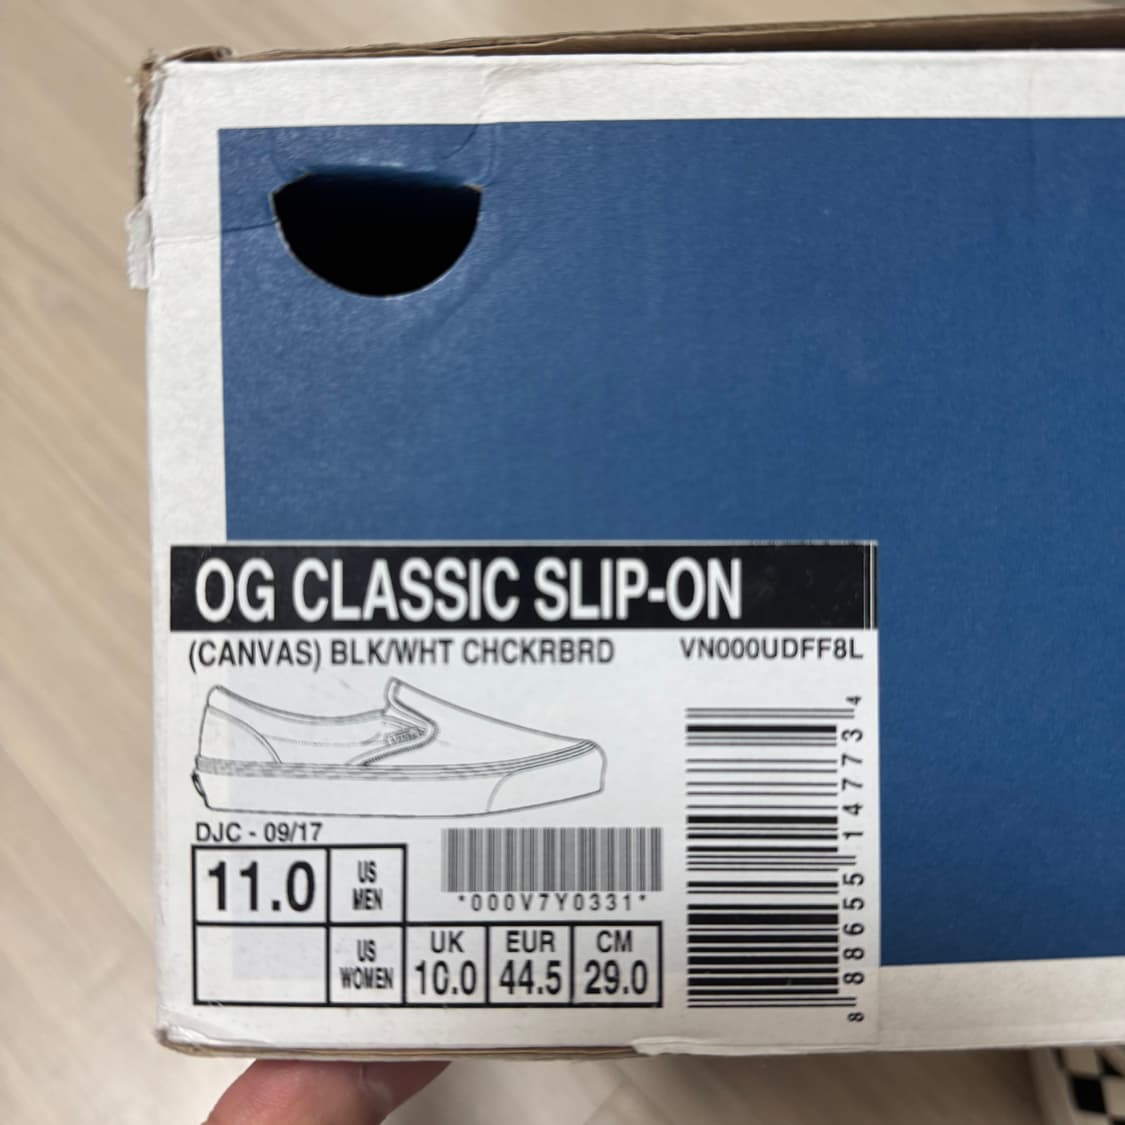 OG CLASSIC SLIP-ON
(CANVAS) BLK/WHT CHCKRBRD VN000UDFF8L
DJC - 09/17
11.0 US MEN
*000V7Y0331*
US WOMEN
UK 10.0
EUR 44.5
CM 29.0
8 88655 14773 4